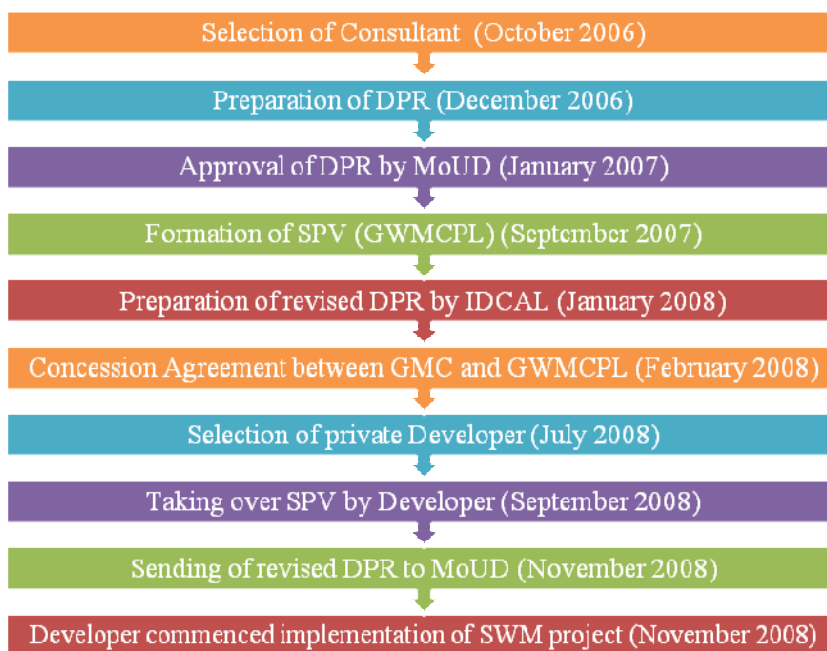 Selection of Consultant (October 2006)
Preparation of DPR (December 2006)
Approval of DPR by MoUD (January 2007)
Formation of SPV (GWMCPL) (September 2007)
Preparation of revised DPR by IDCAL (January 2008)
Concession Agreement between GMC and GWMCPL (February 2008)
Selection of private Developer (July 2008)
Taking over SPV by Developer (September 2008)
Sending of revised DPR to MoUD (November 2008)
Developer commenced implementation of SWM project (November 2008)